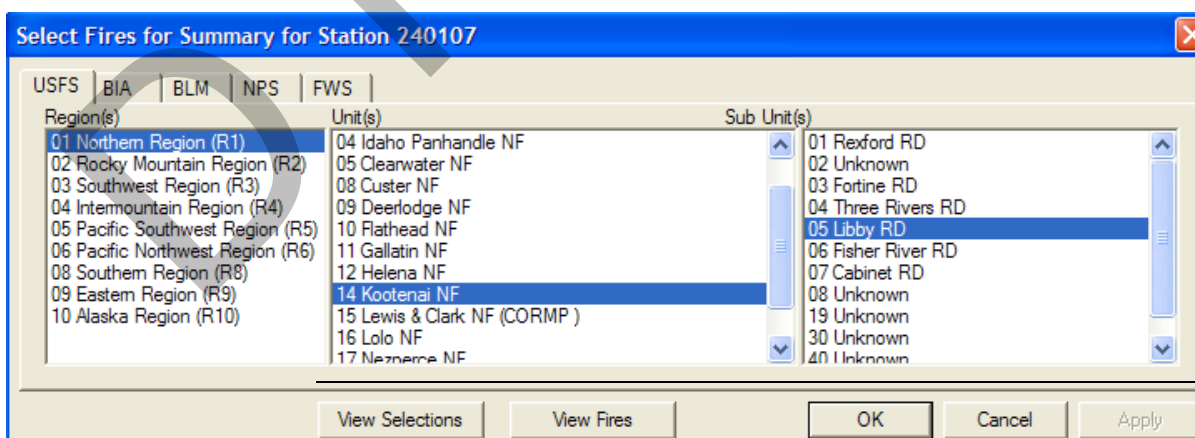 Select Fires for Summary for Station 240107
USFS BIA BLM NPS FWS
Region(s) Unit(s) Sub Unit(s)
01 Northern Region (R1)
02 Rocky Mountain Region (R2)
03 Southwest Region (R3)
04 Intermountain Region (R4)
05 Pacific Southwest Region (R5)
06 Pacific Northwest Region (R6)
08 Southern Region (R8)
09 Eastern Region (R9)
10 Alaska Region (R10)
04 Idaho Panhandle NF
05 Clearwater NF
08 Custer NF
09 Deerlodge NF
10 Flathead NF
11 Gallatin NF
12 Helena NF
14 Kootenai NF
15 Lewis & Clark NF (CORMP )
16 Lolo NF
17 Nezperce NF
01 Rexford RD
02 Unknown
03 Fortine RD
04 Three Rivers RD
05 Libby RD
06 Fisher River RD
07 Cabinet RD
08 Unknown
19 Unknown
30 Unknown
40 Unknown
View Selections View Fires OK Cancel Apply